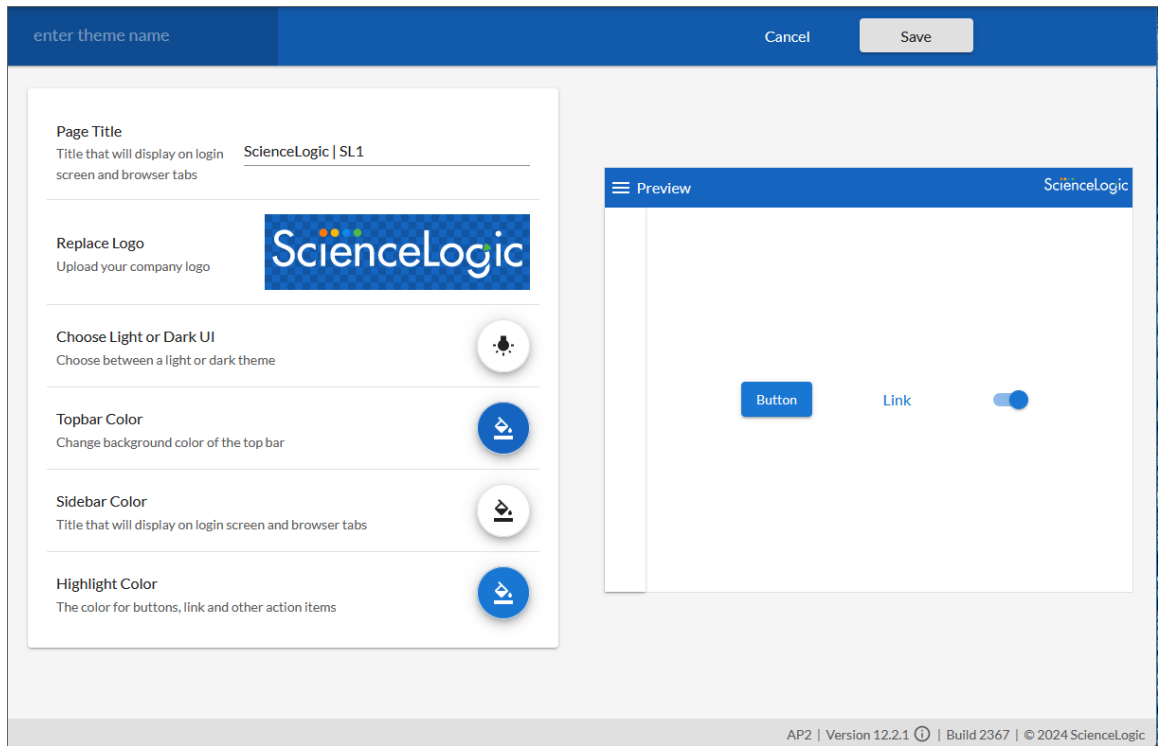 enter theme name
Cancel
Save
Page Title
Title that will display on login
screen and browser tabs
ScienceLogic | SL1
Replace Logo
Upload your company logo
ScienceLogic
Choose Light or Dark UI
Choose between a light or dark theme
Topbar Color
Change background color of the top bar
Sidebar Color
Title that will display on login screen and browser tabs
Highlight Color
The color for buttons, link and other action items
Preview
ScienceLogic
Button
Link
AP2 | Version 12.2.1 | Build 2367 | © 2024 ScienceLogic